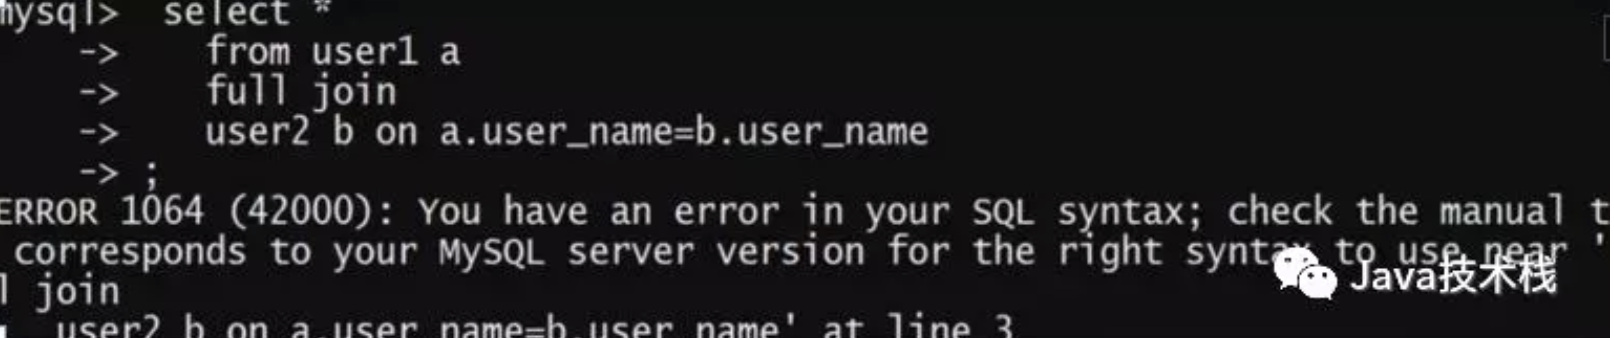 mysql>  select *
    ->    from user1 a
    ->    full join
    ->    user2 b on a.user_name=b.user_name
    -> ;
ERROR 1064 (42000): You have an error in your SQL syntax; check the manual t
corresponds to your MySQL server version for the right syntax to use near '
l join
user2 b on a.user_name=b.user_name' at line 3
Java技术栈